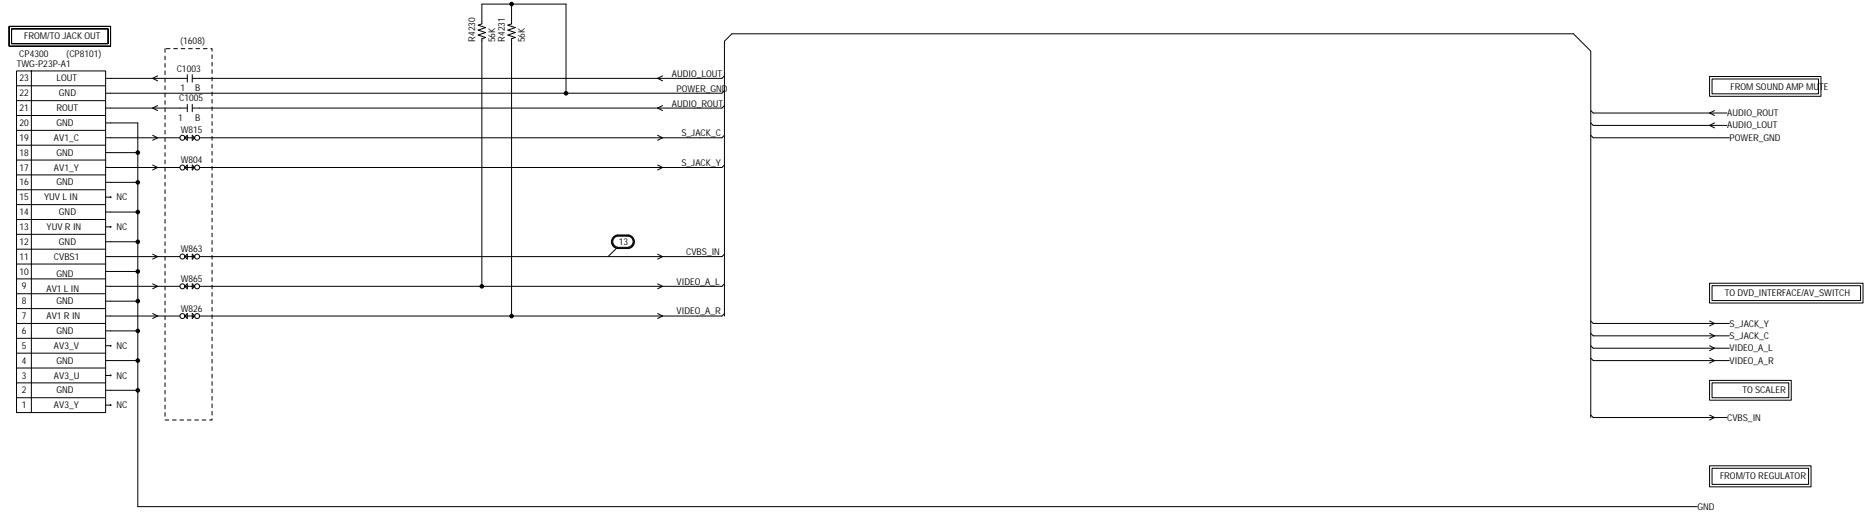 FROM/TO JACK OUT
CP4300 (CP8101)
TWG-P23P-A1
23 LOUT
22 GND
21 ROUT
20 GND
19 AV1_C
18 GND
17 AV1_Y
16 GND
15 YUV L IN NC
14 GND
13 YUV R IN NC
12 GND
11 CVBS1
10 GND
9 AV1 L IN
8 GND
7 AV1 R IN
6 GND
5 AV3_V NC
4 GND
3 AV3_U NC
2 GND
1 AV3_Y NC
(1608)
C1003
1 B
C1005
1 B
W815
W804
W863
W865
W826
R4230
56K
R4231
56K
13
AUDIO_LOUT
POWER_GND
AUDIO_ROUT
S_JACK_C
S_JACK_Y
CVBS_IN
VIDEO_A_L
VIDEO_A_R
FROM SOUND AMP MUTE
AUDIO_ROUT
AUDIO_LOUT
POWER_GND
TO DVD_INTERFACE/AV_SWITCH
S_JACK_Y
S_JACK_C
VIDEO_A_L
VIDEO_A_R
TO SCALER
CVBS_IN
FROM/TO REGULATOR
GND